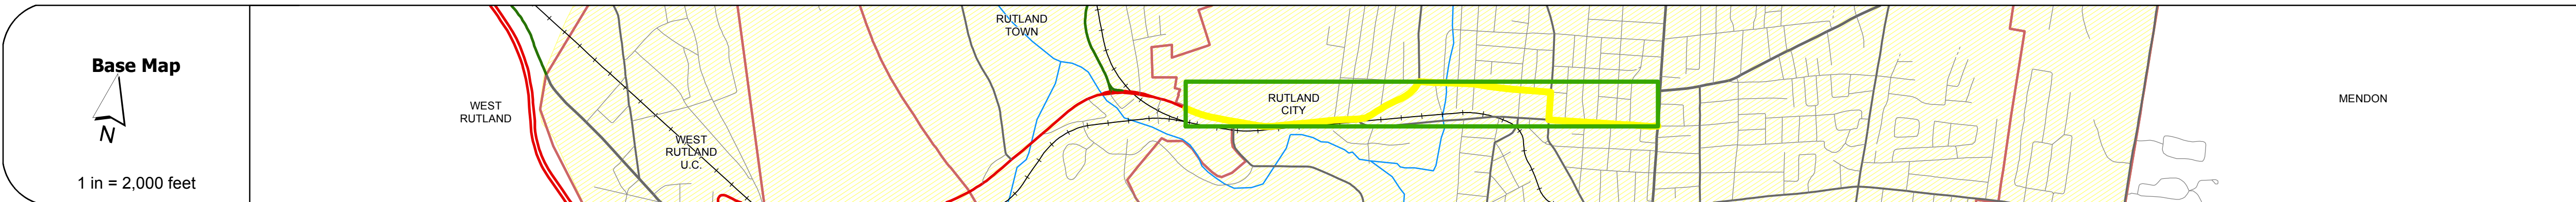 Base Map
N
1 in = 2,000 feet
WEST
RUTLAND
WEST
RUTLAND
U.C.
RUTLAND
TOWN
RUTLAND
CITY
MENDON